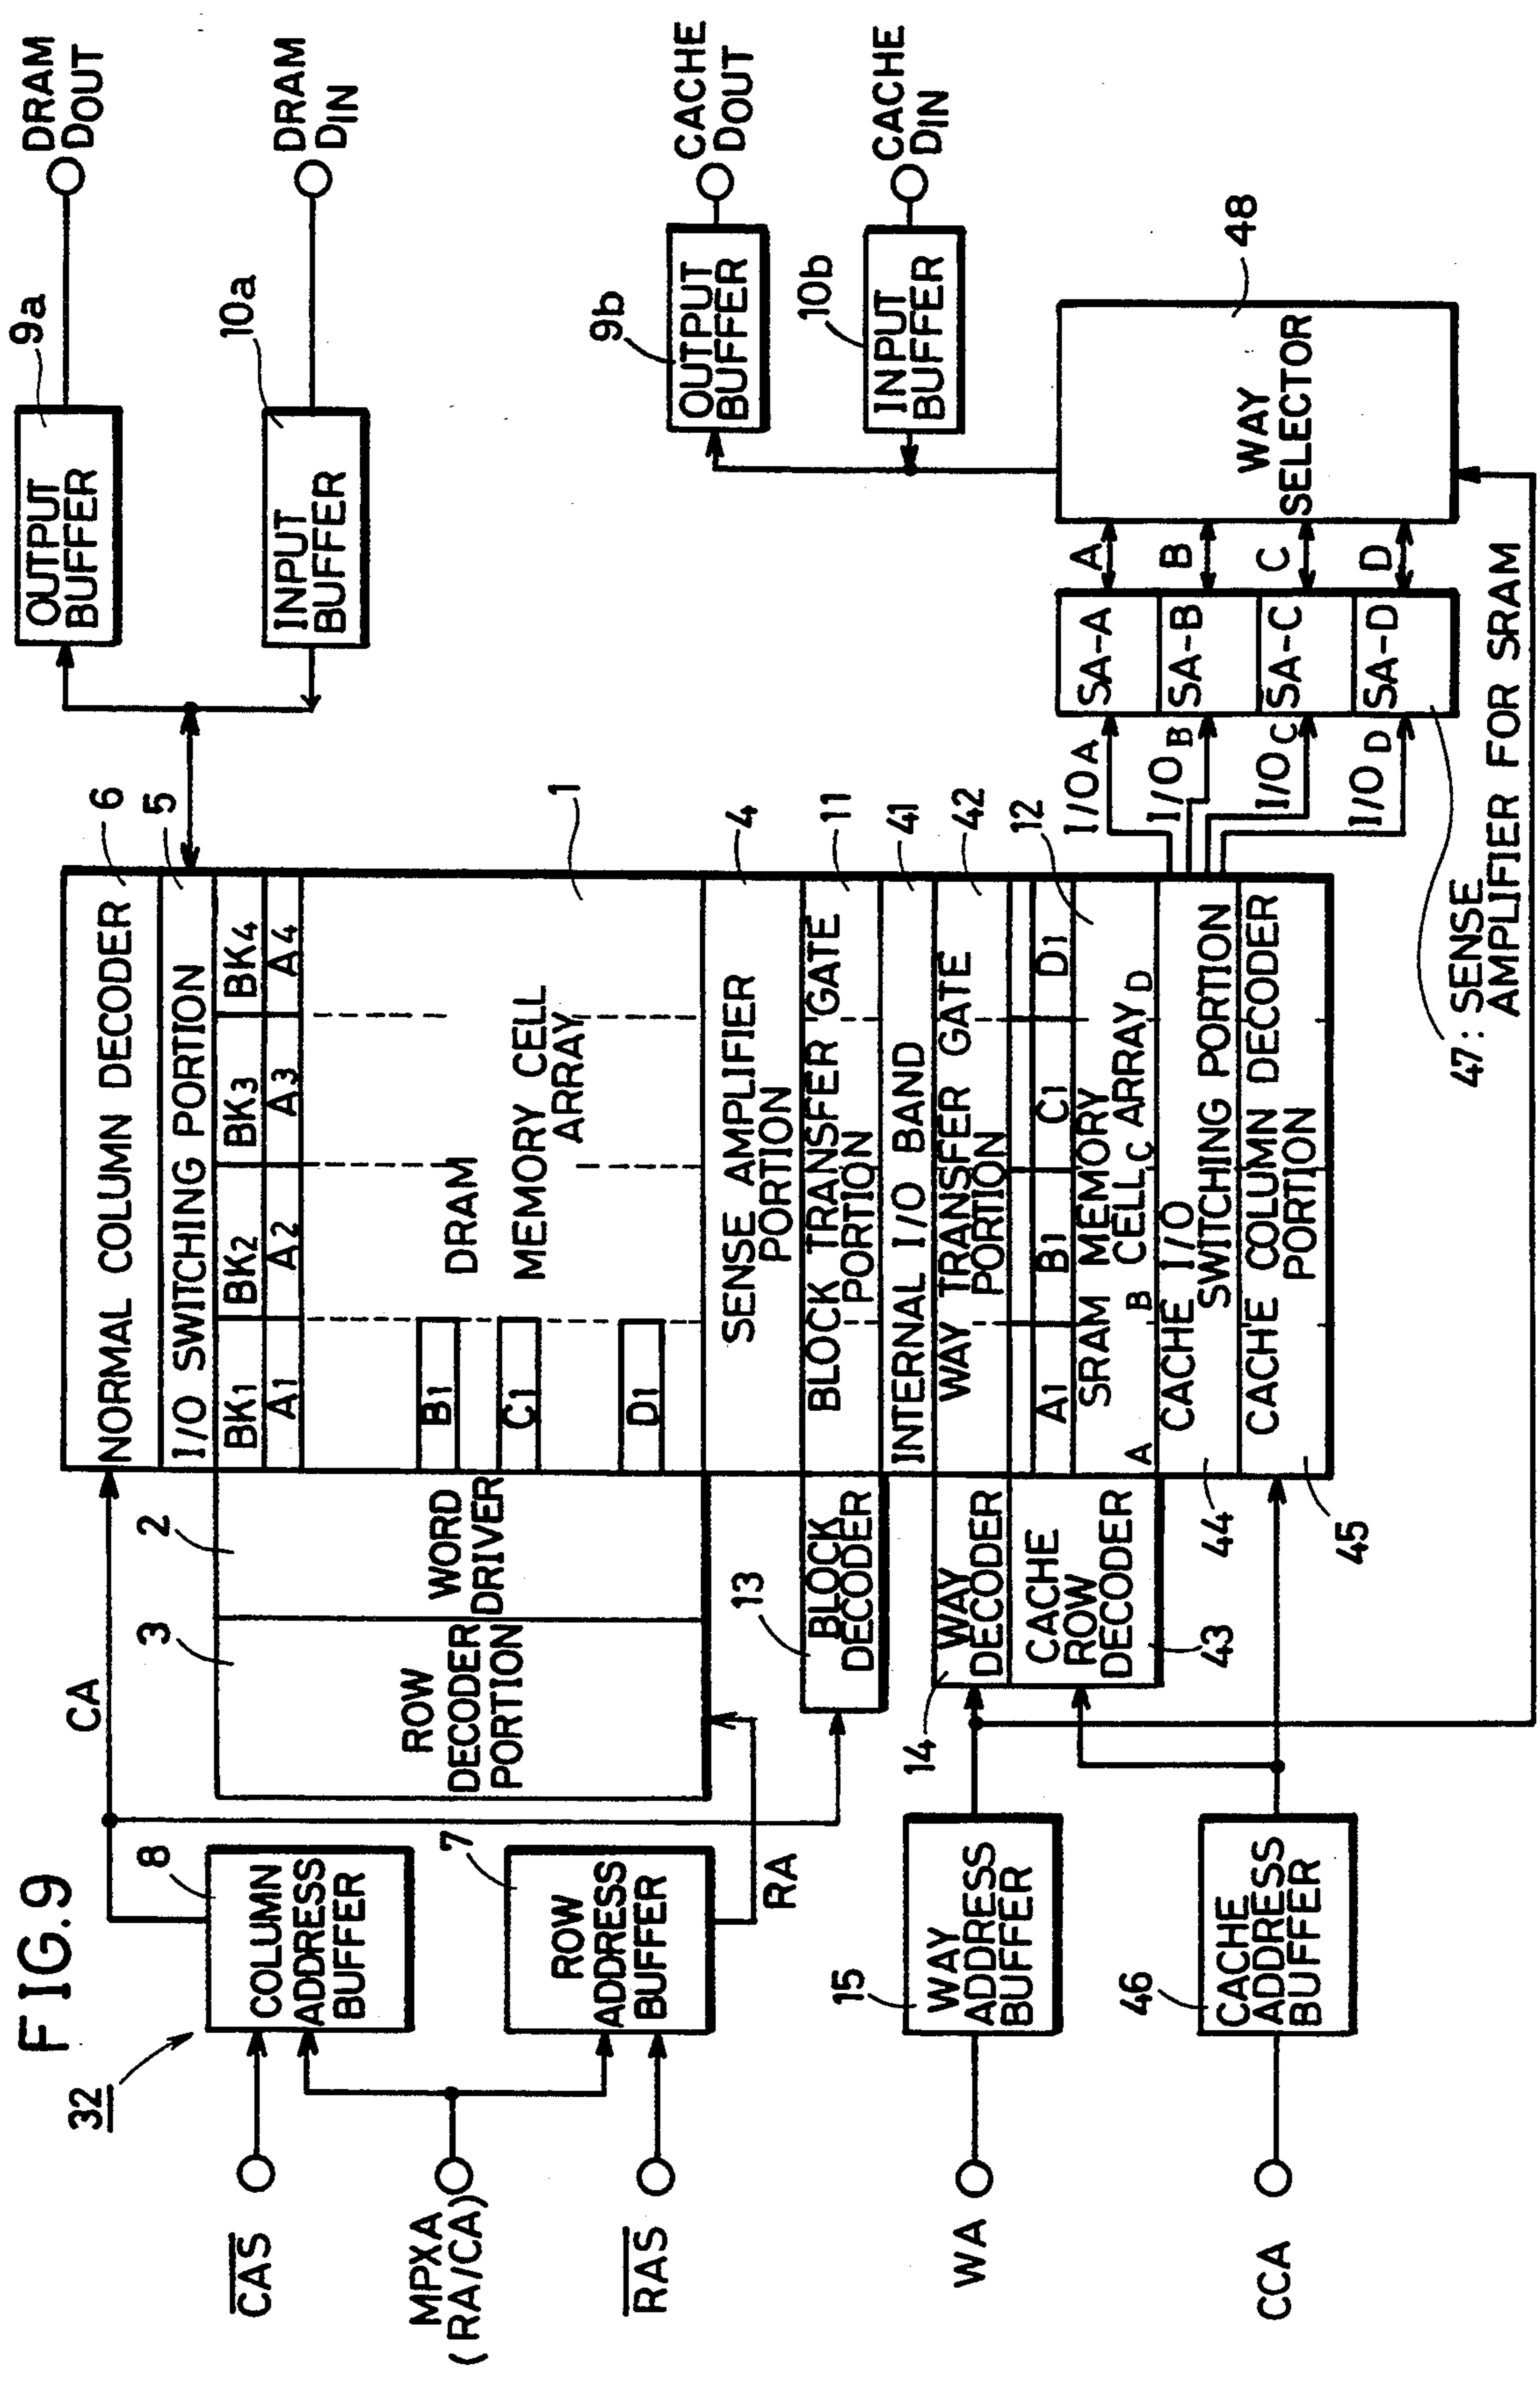 FIG.9
32
CAS
MPXA
(RA/CA)
RAS
WA
CCA
8
COLUMN
ADDRESS
BUFFER
7
ROW
ADDRESS
BUFFER
15
WAY
ADDRESS
BUFFER
46
CACHE
ADDRESS
BUFFER
CA
RA
3
ROW
DECODER
PORTION
2
WORD
DRIVER
13
BLOCK
DECODER
14
WAY
DECODER
CACHE
ROW
DECODER
43
44
45
NORMAL COLUMN DECODER
6
I/O SWITCHING PORTION
5
BK1 BK2 BK3 BK4
A1 A2 A3 A4
B1
C1
D1
DRAM
MEMORY CELL
ARRAY
1
SENSE AMPLIFIER
PORTION
4
BLOCK TRANSFER GATE
PORTION
11
INTERNAL I/O BAND
41
WAY TRANSFER GATE
PORTION
42
A1 B1 C1 D1
SRAM MEMORY
CELL ARRAY
12
A B C D
CACHE I/O
SWITCHING PORTION
CACHE COLUMN DECODER
PORTION
I/OA
I/OB
I/OC
I/OD
SA-A
SA-B
SA-C
SA-D
47: SENSE
AMPLIFIER FOR SRAM
A
B
C
D
WAY
SELECTOR
48
OUTPUT
BUFFER
9a
INPUT
BUFFER
10a
OUTPUT
BUFFER
9b
INPUT
BUFFER
10b
DRAM
DOUT
DRAM
DIN
CACHE
DOUT
CACHE
DIN